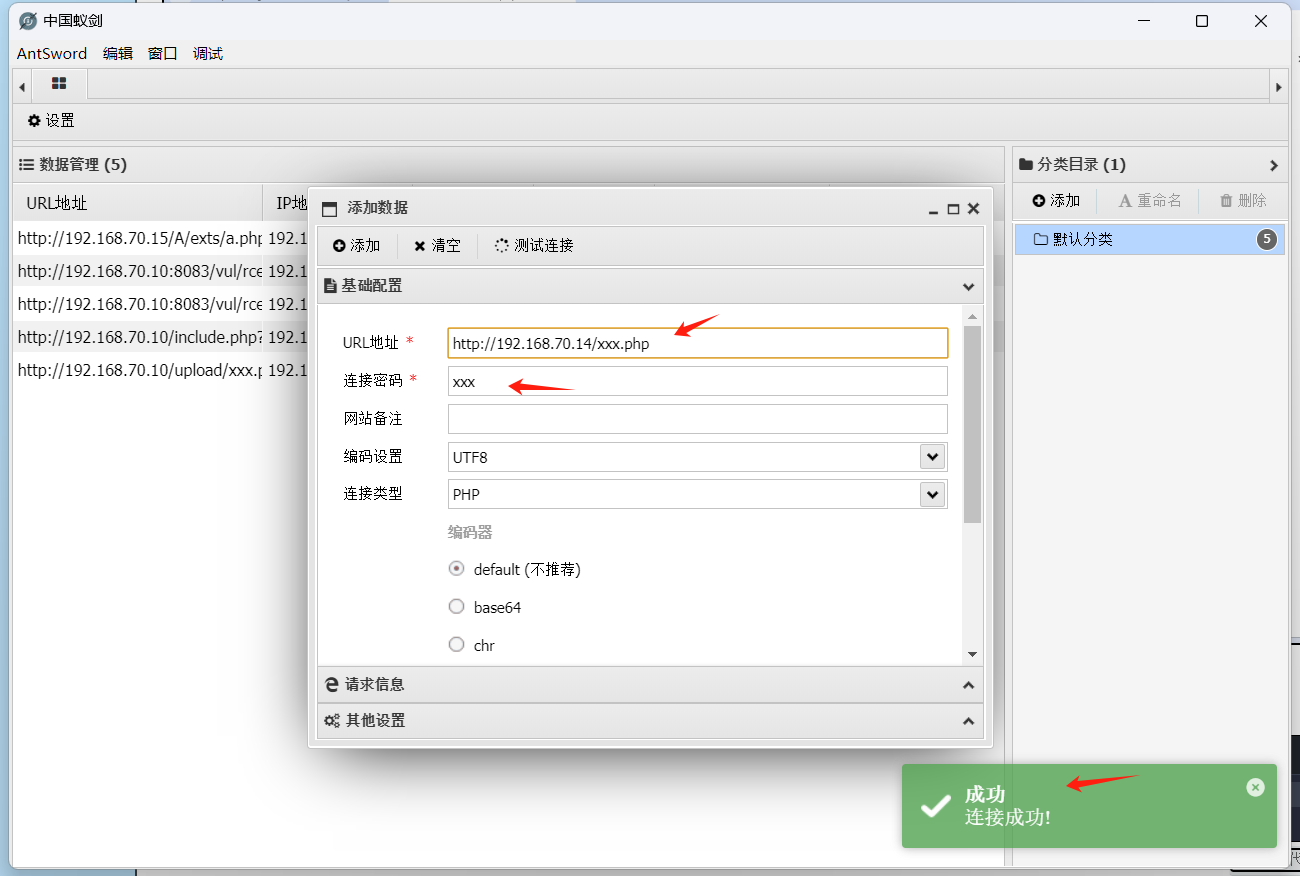 中国蚁剑
AntSword 编辑 窗口 调试
设置
数据管理 (5)
分类目录 (1)
URL地址 IP地
添加 重命名 删除
默认分类 5
http://192.168.70.15/A/exts/a.php 192.1
http://192.168.70.10:8083/vul/rce 192.1
http://192.168.70.10:8083/vul/rce 192.1
http://192.168.70.10/include.php? 192.1
http://192.168.70.10/upload/xxx.p 192.1
添加数据
添加 清空 测试连接
基础配置
URL地址 * http://192.168.70.14/xxx.php
连接密码 * xxx
网站备注
编码设置 UTF8
连接类型 PHP
编码器
default (不推荐)
base64
chr
请求信息
其他设置
成功
连接成功!